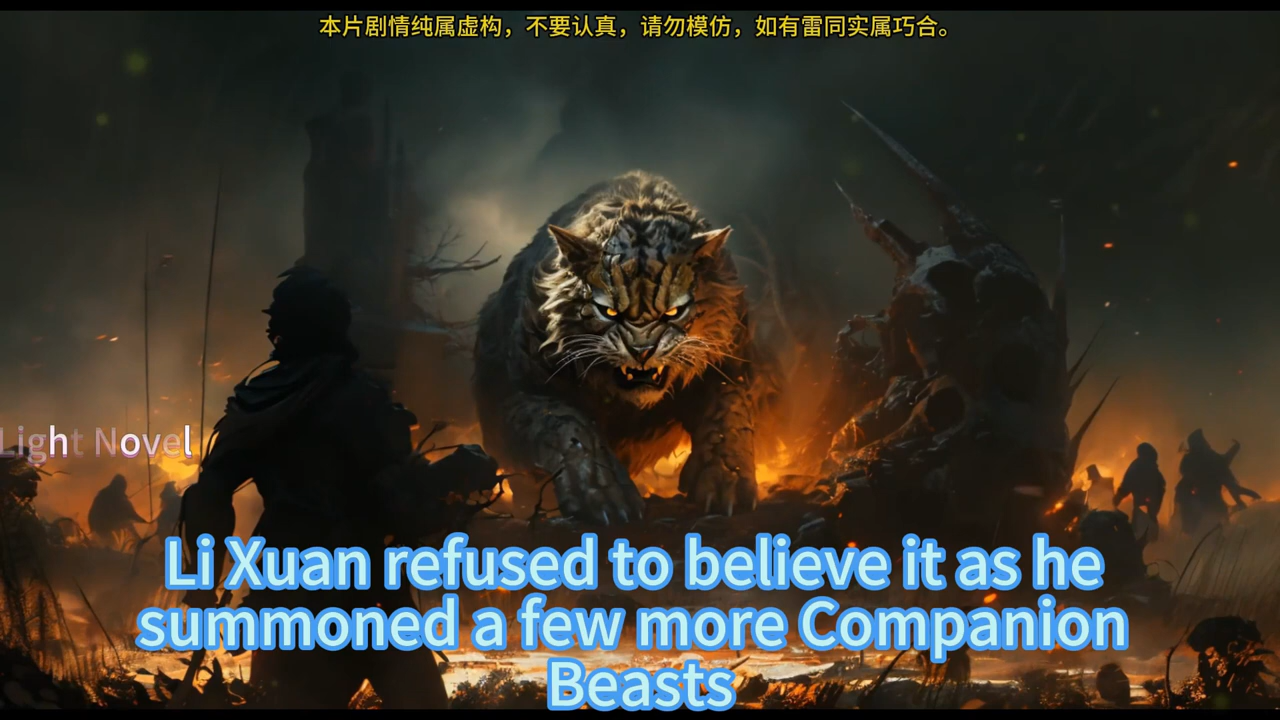 本片剧情纯属虚构，不要认真，请勿模仿，如有雷同实属巧合。
Light Novel
Li Xuan refused to believe it as he
summoned a few more Companion
Beasts